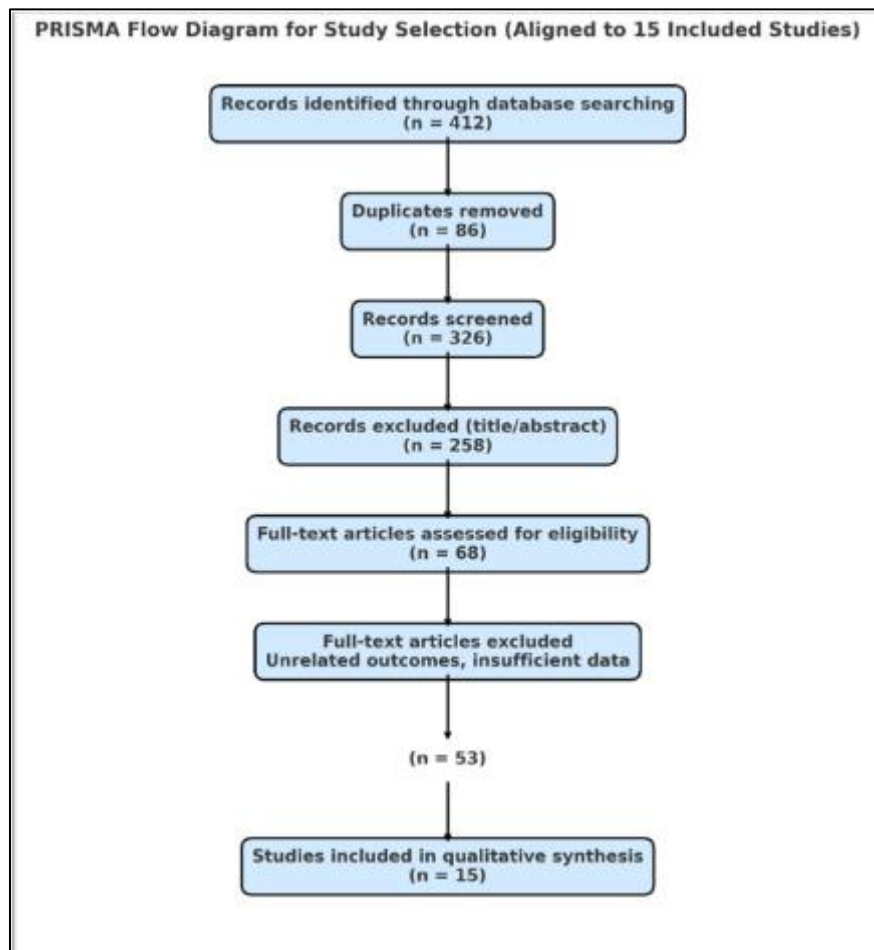 PRISMA Flow Diagram for Study Selection (Aligned to 15 Included Studies)
Records identified through database searching
(n = 412)
Duplicates removed
(n = 86)
Records screened
(n = 326)
Records excluded (title/abstract)
(n = 258)
Full-text articles assessed for eligibility
(n = 68)
Full-text articles excluded
Unrelated outcomes, insufficient data
(n = 53)
Studies included in qualitative synthesis
(n = 15)